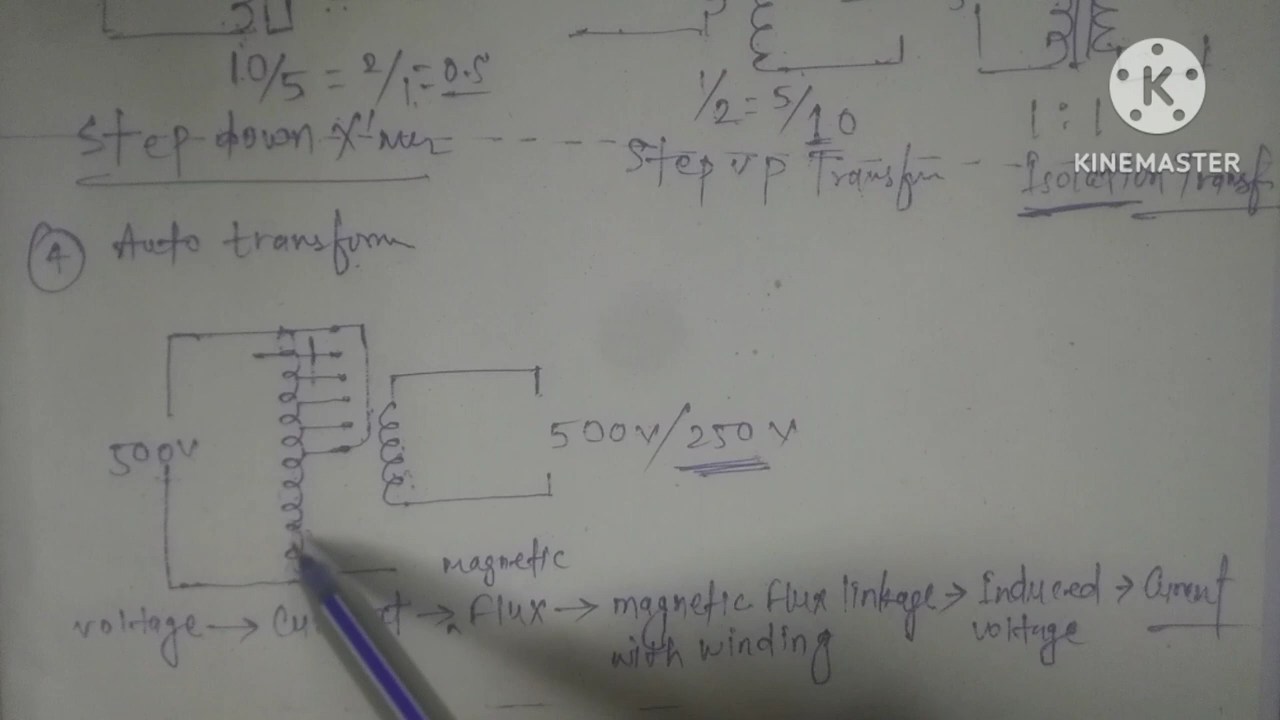 10/5 = 2/1 = 0.5
1/2 = 5/10
1 : 1
K
KINEMASTER
Step down X'mer
Step up Transfm
Isolation Transf
4 Auto transform
500V
500V/250V
magnetic
voltage → Cu t → Flux → magnetic flux linkage → Induced → Current
with winding voltage